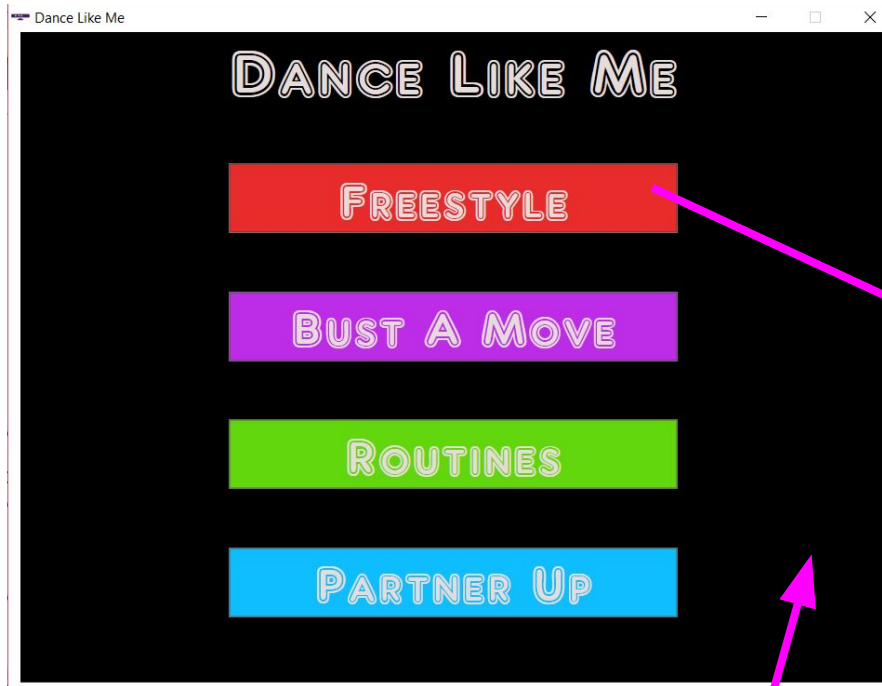 Dance Like Me
Dance Like Me
Freestyle
Bust A Move
Routines
Partner Up